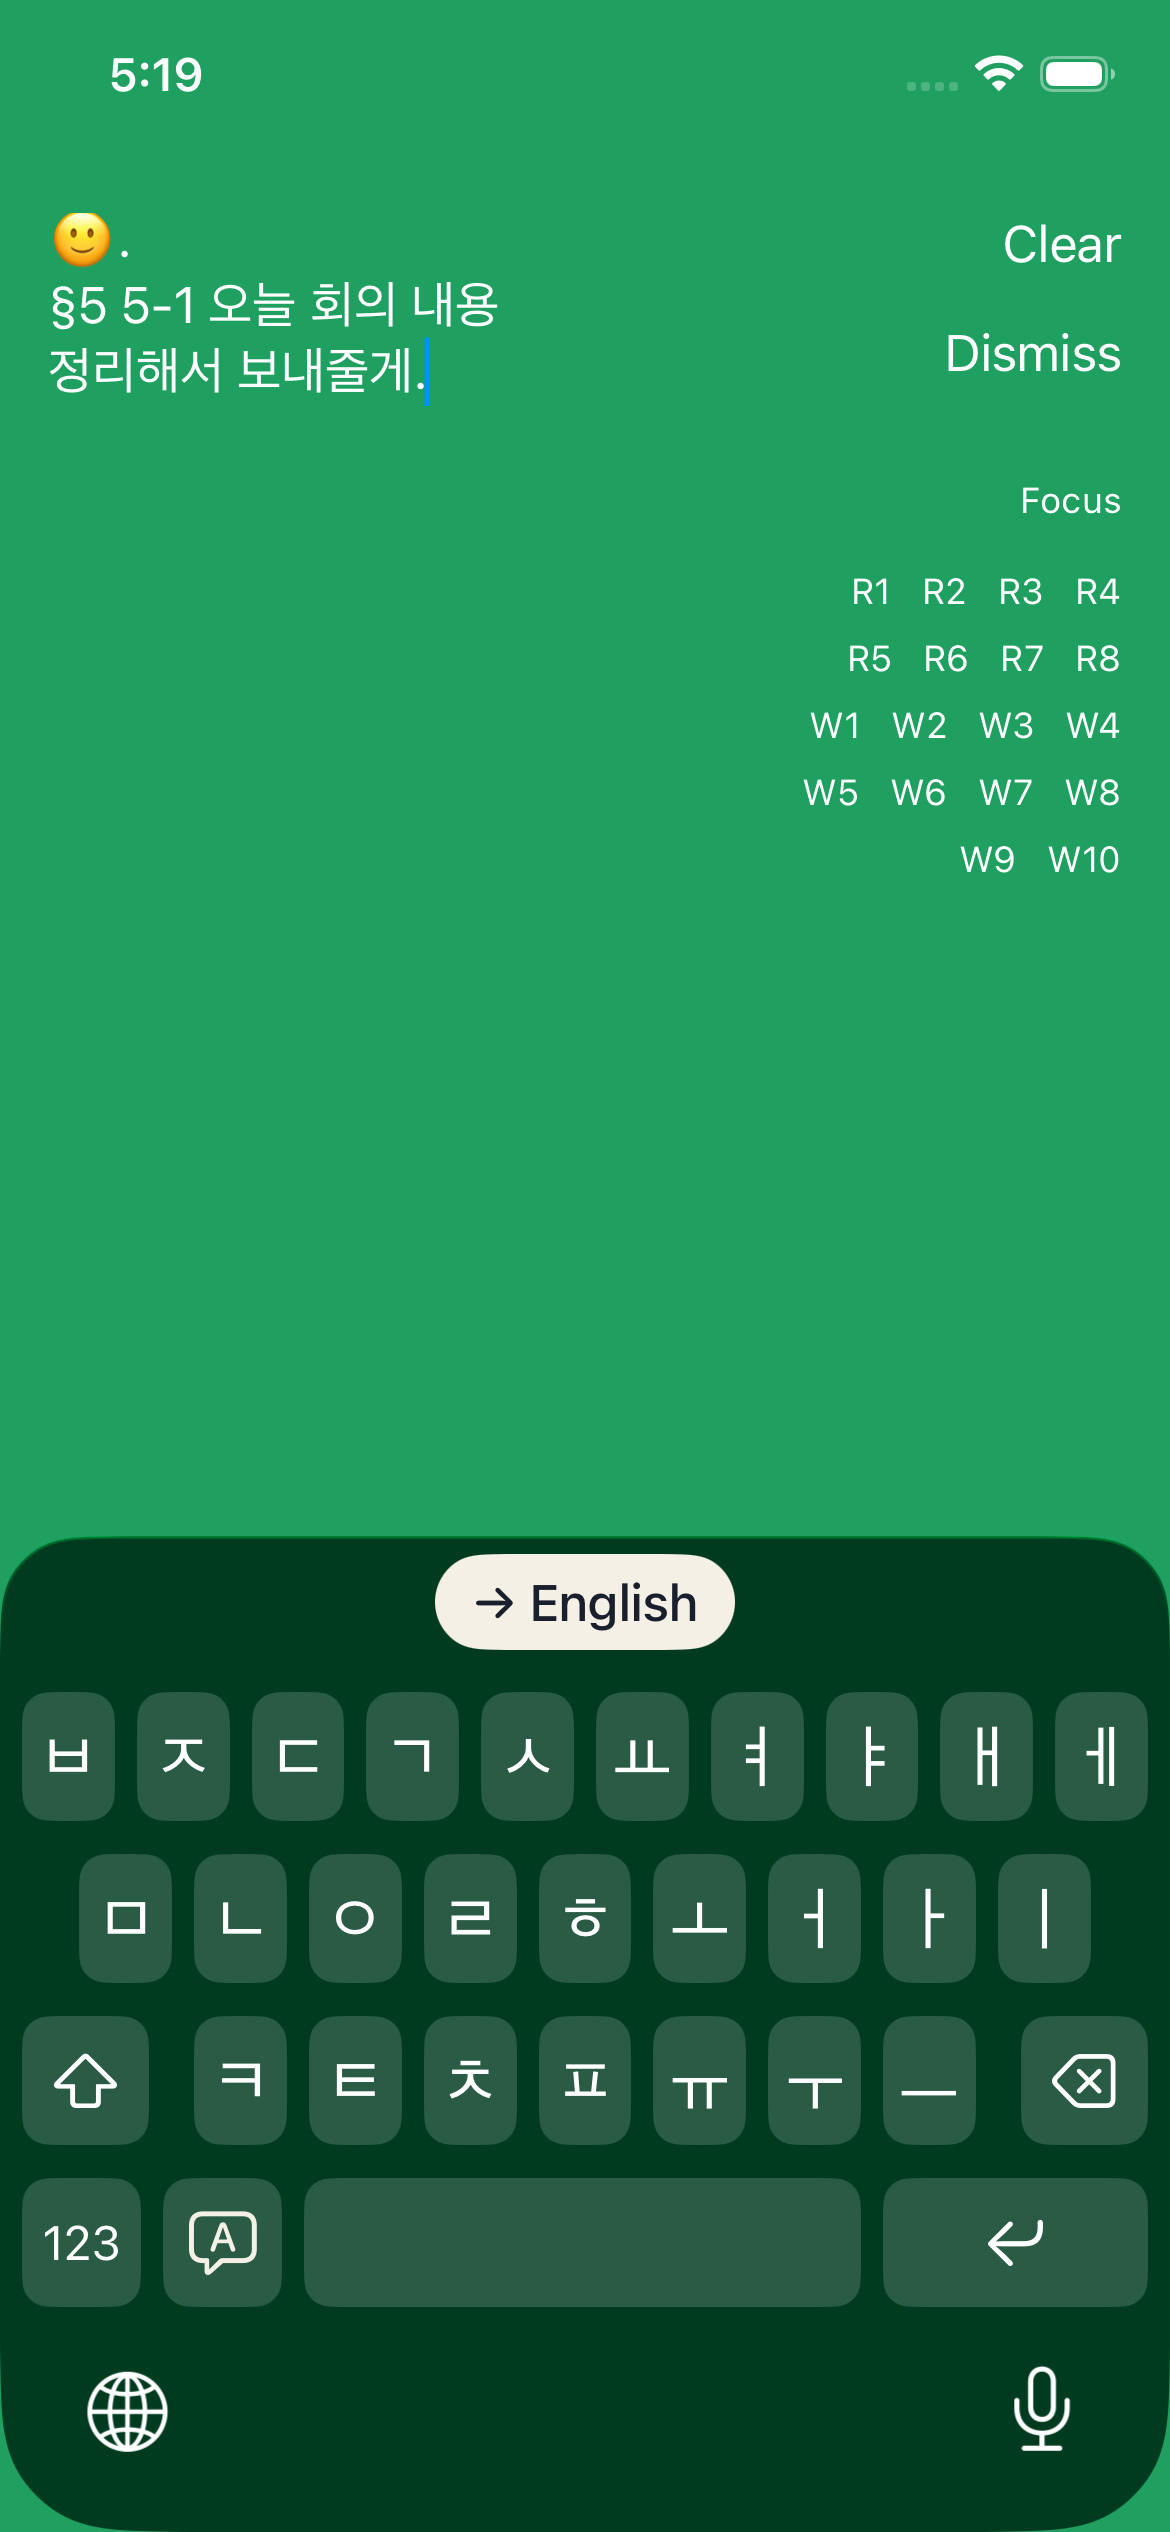 5:19
🙂.
Clear
§5 5-1 오늘 회의 내용
정리해서 보내줄게.
Dismiss
Focus
R1 R2 R3 R4
R5 R6 R7 R8
W1 W2 W3 W4
W5 W6 W7 W8
W9 W10
→ English
ㅂ ㅈ ㄷ ㄱ ㅅ ㅛ ㅕ ㅑ ㅐ ㅔ
ㅁ ㄴ ㅇ ㄹ ㅎ ㅗ ㅓ ㅏ ㅣ
ㅋ ㅌ ㅊ ㅍ ㅠ ㅜ ㅡ
123 A